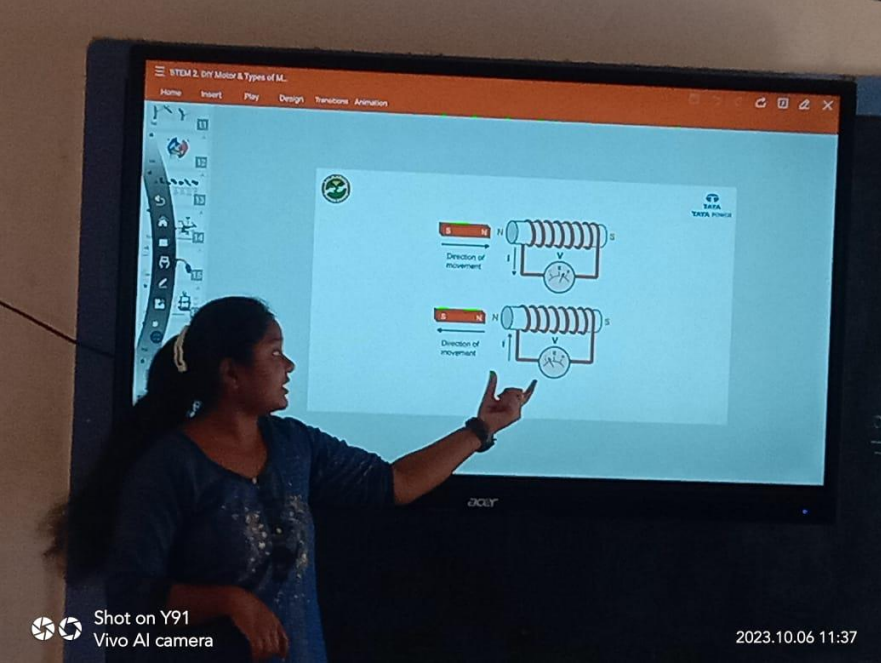 STEM 2. DIY Motor & Types of M...
Home Insert Play Design Transitions Animation
TATA
TATA POWER
S N N S
Direction of
movement
I
V
S N N S
Direction of
movement
I
V
acer
Shot on Y91
Vivo AI camera
2023.10.06 11:37